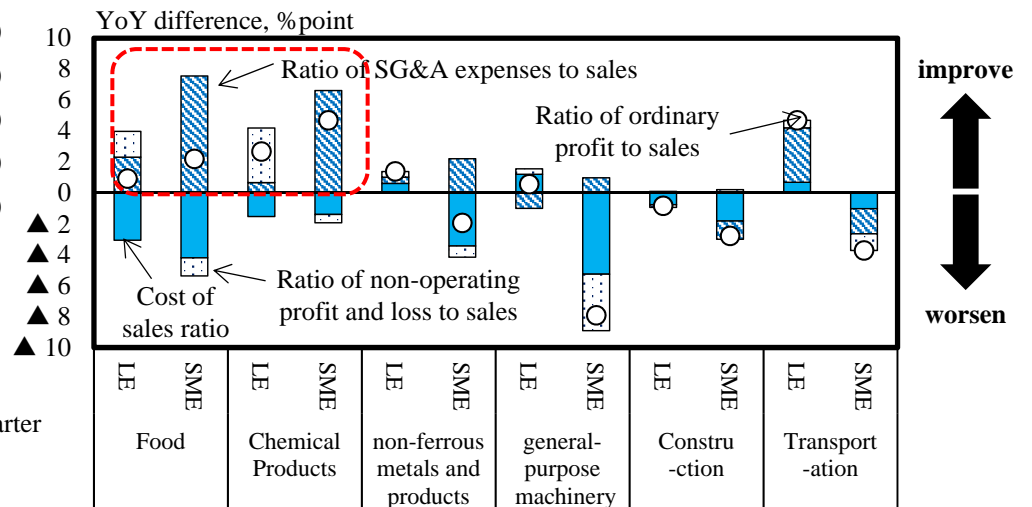 YoY difference, %point
10
8
6
4
2
0
▲ 2
▲ 4
▲ 6
▲ 8
▲ 10
Ratio of SG&A expenses to sales
Ratio of ordinary
profit to sales
Cost of
sales ratio
Ratio of non-operating
profit and loss to sales
improve
worsen
LE
SME
LE
SME
LE
SME
LE
SME
LE
SME
LE
SME
arter
Food
Chemical
Products
non-ferrous
metals and
products
general-
purpose
machinery
Constru
-ction
Transport
-ation